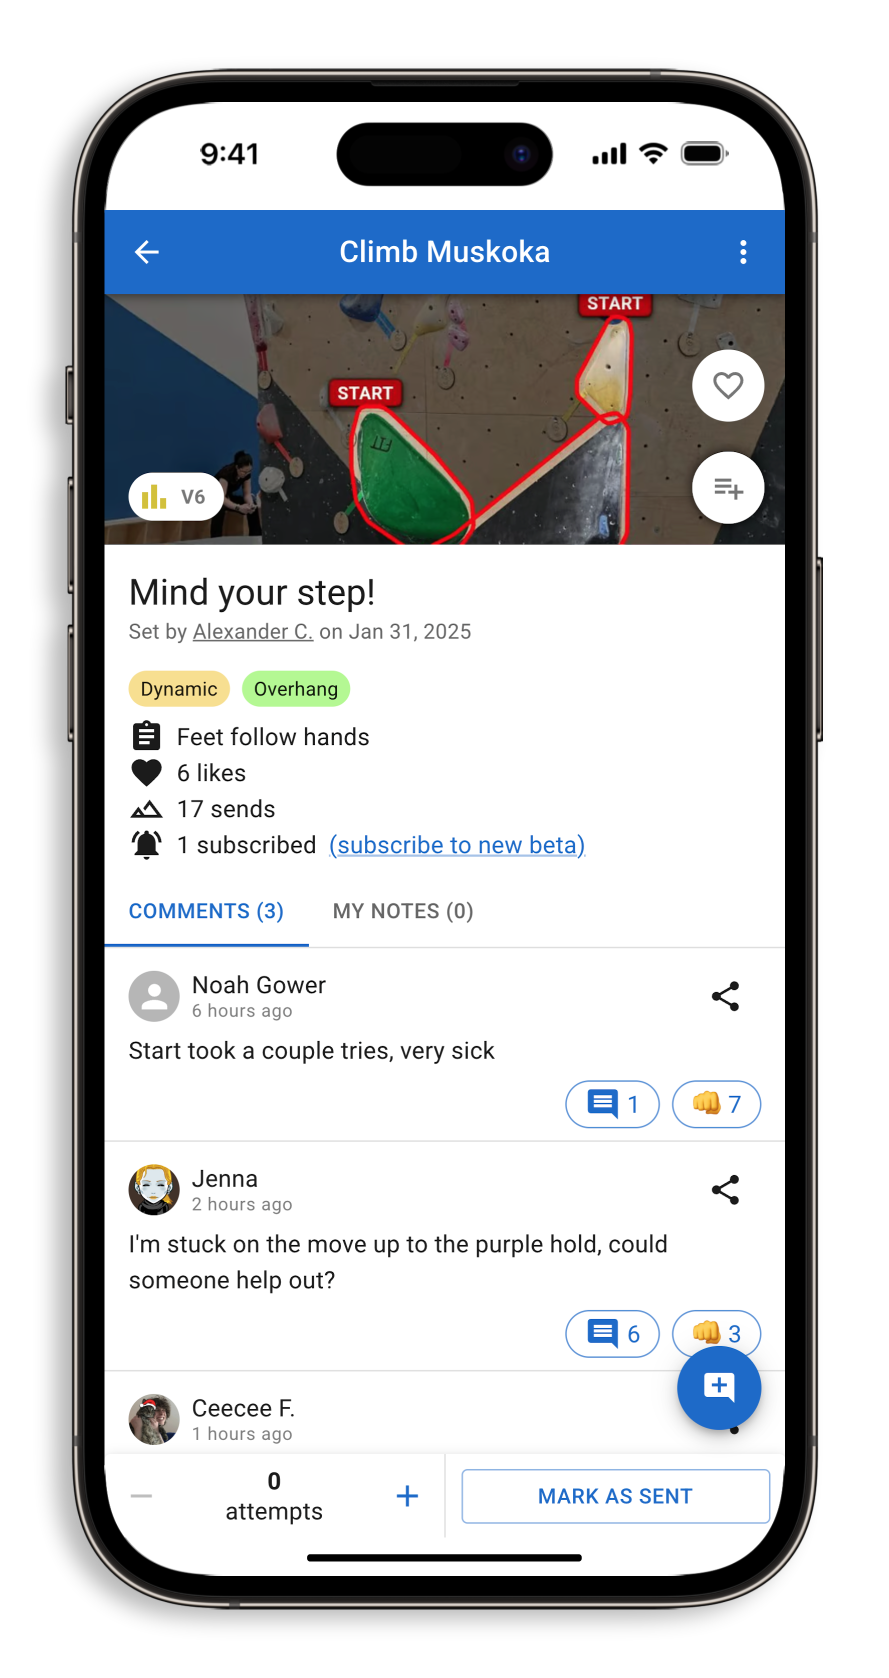 9:41
Climb Muskoka
START
START
V6
Mind your step!
Set by Alexander C. on Jan 31, 2025
Dynamic Overhang
Feet follow hands
6 likes
17 sends
1 subscribed (subscribe to new beta)
COMMENTS (3) MY NOTES (0)
Noah Gower
6 hours ago
Start took a couple tries, very sick
1 7
Jenna
2 hours ago
I'm stuck on the move up to the purple hold, could
someone help out?
6 3
Ceecee F.
1 hours ago
0
attempts
MARK AS SENT